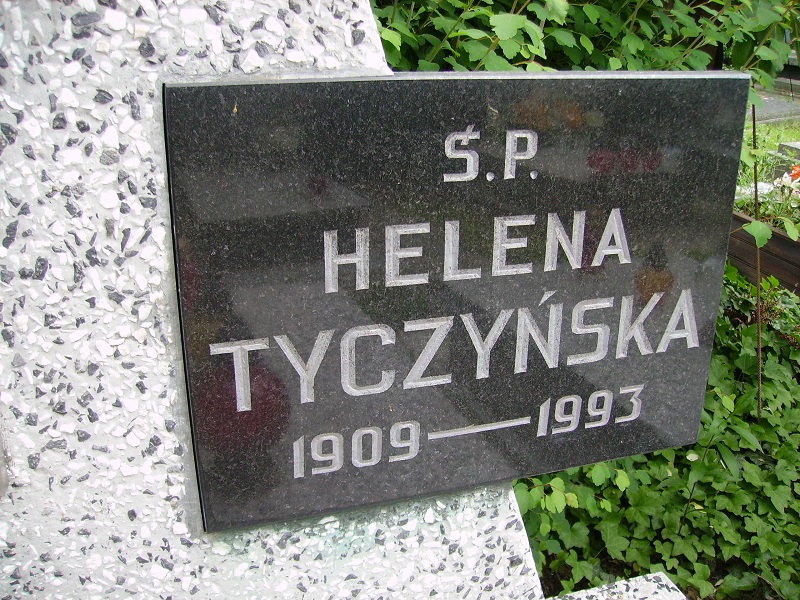 Ś.P.
HELENA
TYCZYŃSKA
1909—1993